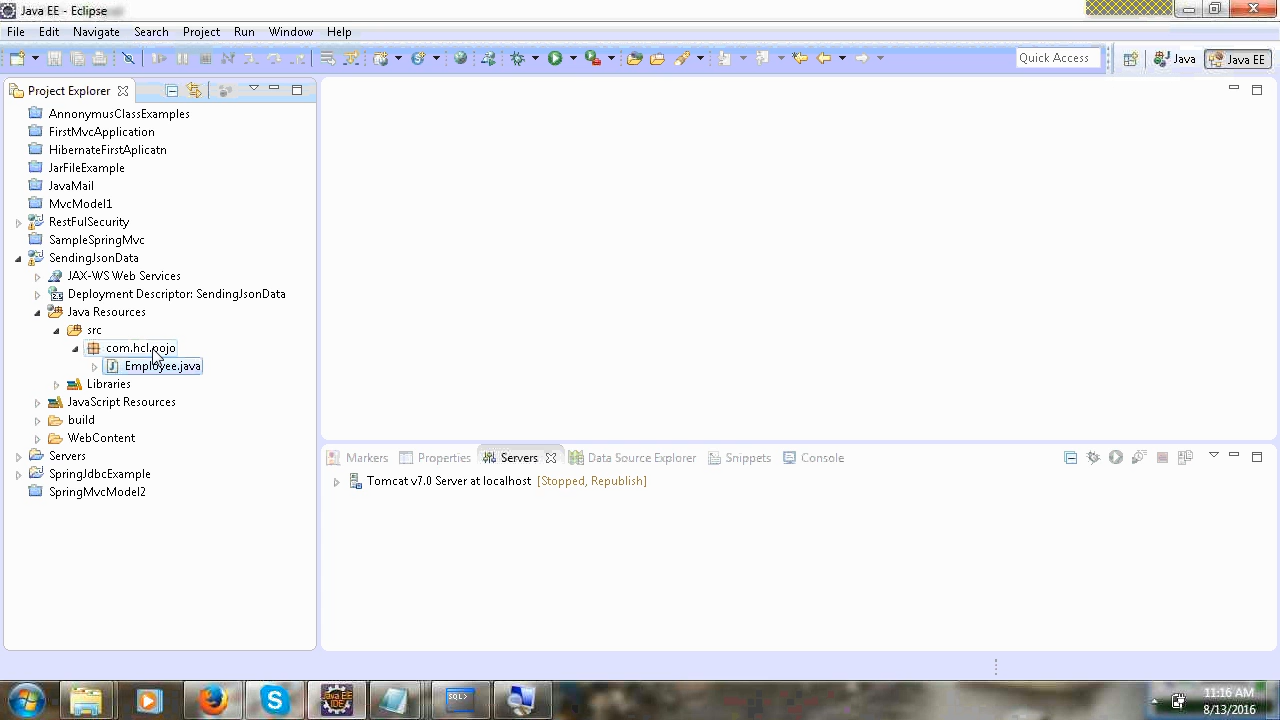 Java EE - Eclipse
File Edit Navigate Search Project Run Window Help
Quick Access Java Java EE
Project Explorer
AnnonymusClassExamples
FirstMvcApplication
HibernateFirstAplicatn
JarFileExample
JavaMail
MvcModel1
RestFulSecurity
SampleSpringMvc
SendingJsonData
JAX-WS Web Services
Deployment Descriptor: SendingJsonData
Java Resources
src
com.hcl.pojo
Employee.java
Libraries
JavaScript Resources
build
WebContent
Servers
SpringJdbcExample
SpringMvcModel2
Markers Properties Servers Data Source Explorer Snippets Console
Tomcat v7.0 Server at localhost [Stopped, Republish]
Java EE
IDE
11:16 AM
8/13/2016